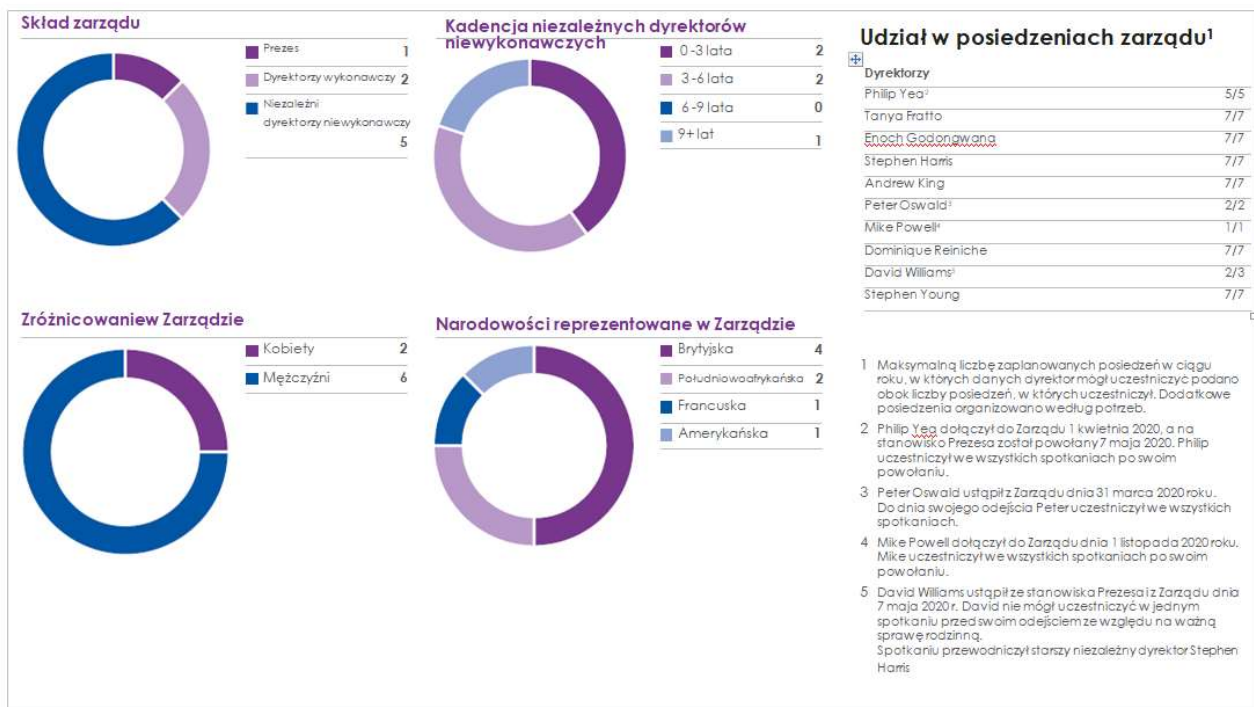 Skład zarządu
Prezes 1
Dyrektorzy wykonawczy 2
Niezależni
dyrektorzy niewykonawczy
5
Kadencja niezależnych dyrektorów
niewykonawczych
0-3 lata 2
3-6 lata 2
6-9 lata 0
9+ lat 1
Zróżnicowaniew Zarządzie
Kobiety 2
Mężczyźni 6
Narodowości reprezentowane w Zarządzie
Brytyjska 4
Południowoafrykańska 2
Francuska 1
Amerykańska 1
Udział w posiedzeniach zarządu¹
Dyrektorzy
Philip Yea² 5/5
Tanya Fratto 7/7
Enoch Godongwana 7/7
Stephen Harris 7/7
Andrew King 7/7
Peter Oswald³ 2/2
Mike Powell⁴ 1/1
Dominique Reiniche 7/7
David Williams⁵ 2/3
Stephen Young 7/7
1 Maksymalną liczbę zaplanowanych posiedzeń w ciągu
roku, w których danych dyrektor mógł uczestniczyć podano
obok liczby posiedzeń, w których uczestniczył. Dodatkowe
posiedzenia organizowano według potrzeb.
2 Philip Yea dołączył do Zarządu 1 kwietnia 2020, a na
stanowisko Prezesa został powołany 7 maja 2020. Philip
uczestniczył we wszystkich spotkaniach po swoim
powołaniu.
3 Peter Oswald ustąpił z Zarządu dnia 31 marca 2020 roku.
Do dnia swojego odejścia Peter uczestniczył we wszystkich
spotkaniach.
4 Mike Powell dołączył do Zarządu dnia 1 listopada 2020 roku.
Mike uczestniczył we wszystkich spotkaniach po swoim
powołaniu.
5 David Williams ustąpił ze stanowiska Prezesa i z Zarządu dnia
7 maja 2020 r. David nie mógł uczestniczyć w jednym
spotkaniu przed swoim odejściem ze względu na ważną
sprawę rodzinną.
Spotkaniu przewodniczył starszy niezależny dyrektor Stephen
Harris